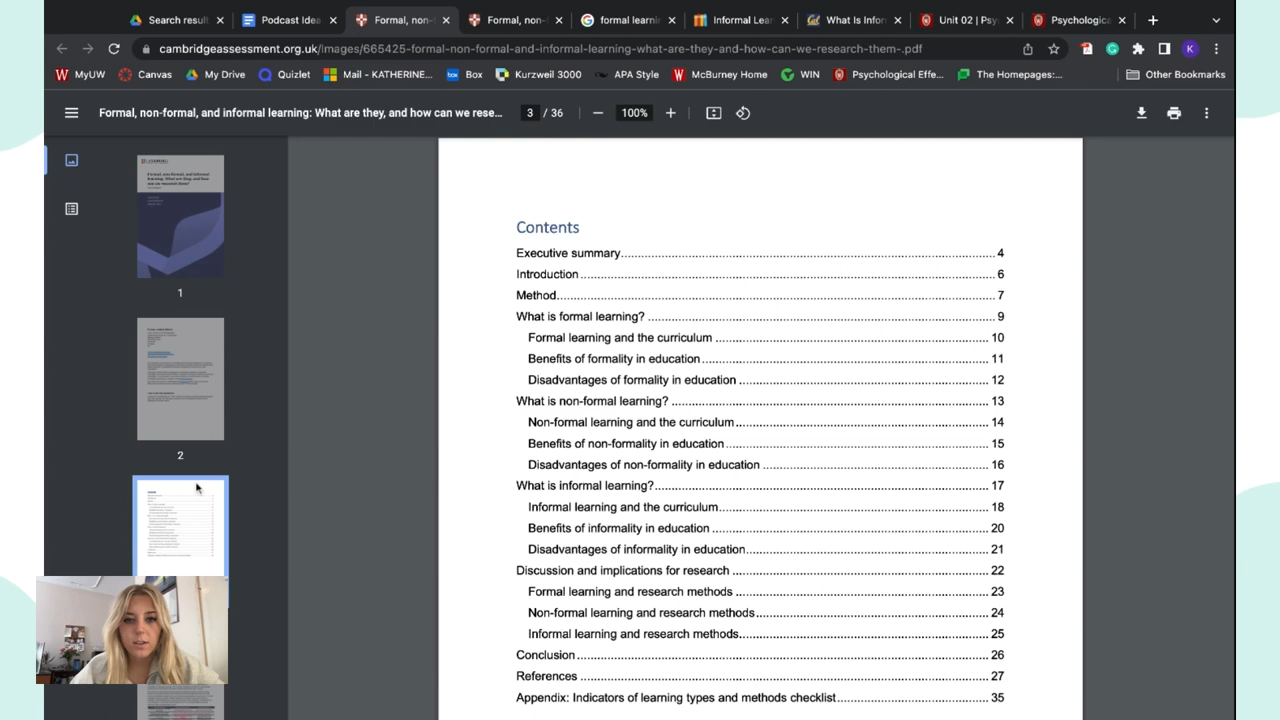 Search result
Podcast Idea
Formal, non-
Formal, non-
formal learnin
Informal Lear
What Is Infor
Unit 02 | Psy
Psychologica
cambridgeassessment.org.uk/Images/665425-formal-non-formal-and-informal-learning-what-are-they-and-how-can-we-research-them-.pdf
K
MyUW
Canvas
My Drive
Quizlet
Mail - KATHERINE...
box Box
Kurzweil 3000
APA Style
McBurney Home
WIN
Psychological Effe...
The Homepages:...
Other Bookmarks
Formal, non-formal, and informal learning: What are they, and how can we rese...
3 / 36
100%
1
2
Contents
Executive summary 4
Introduction 6
Method 7
What is formal learning? 9
Formal learning and the curriculum 10
Benefits of formality in education 11
Disadvantages of formality in education 12
What is non-formal learning? 13
Non-formal learning and the curriculum 14
Benefits of non-formality in education 15
Disadvantages of non-formality in education 16
What is informal learning? 17
Informal learning and the curriculum 18
Benefits of informality in education 20
Disadvantages of informality in education 21
Discussion and implications for research 22
Formal learning and research methods 23
Non-formal learning and research methods 24
Informal learning and research methods 25
Conclusion 26
References 27
Appendix: Indicators of learning types and methods checklist 35